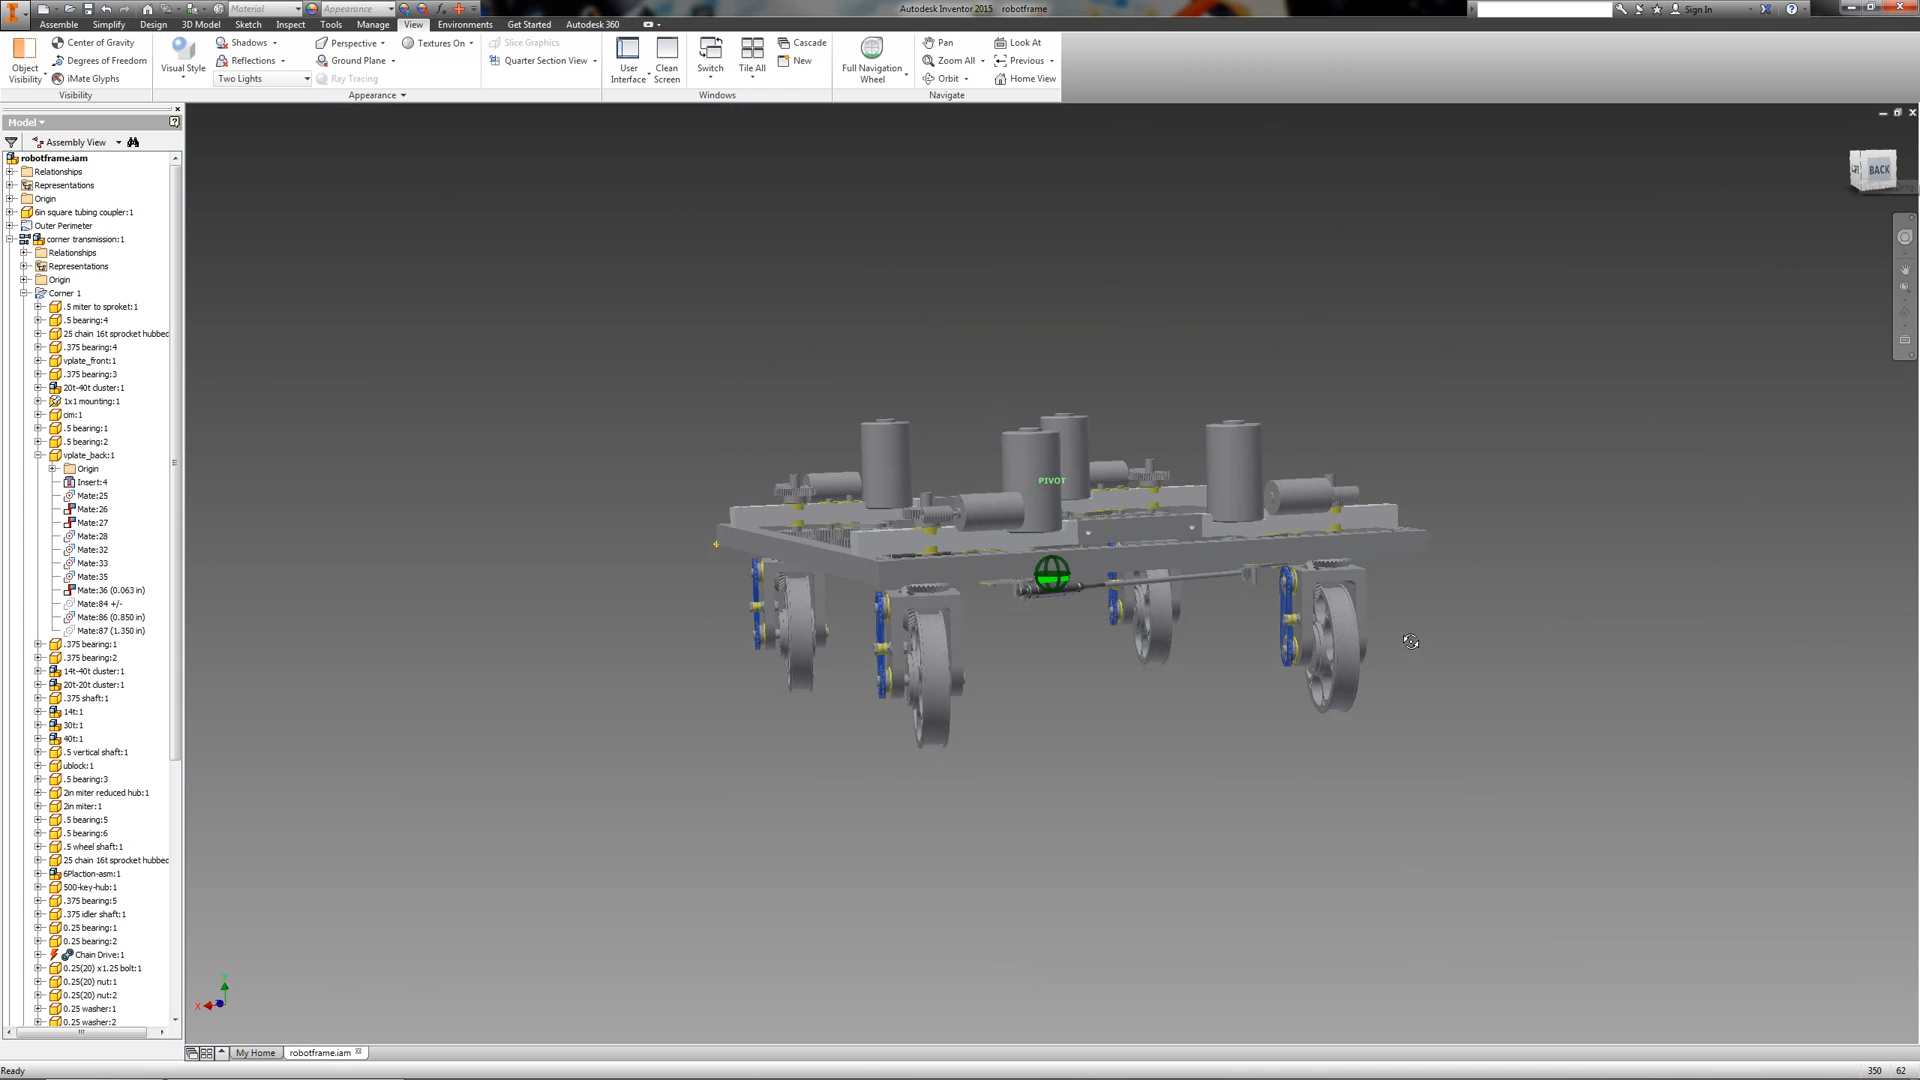 Material
Appearance
Autodesk Inventor 2015 robotframe
Sign In
Assemble Simplify Design 3D Model Sketch Inspect Tools Manage View Environments Get Started Autodesk 360
Object Visibility
Center of Gravity
Degrees of Freedom
iMate Glyphs
Visibility
Visual Style
Shadows
Reflections
Two Lights
Perspective
Ground Plane
Ray Tracing
Textures On
Appearance
Slice Graphics
Quarter Section View
User Interface
Clean Screen
Switch
Tile All
Cascade
New
Windows
Full Navigation Wheel
Pan
Zoom All
Orbit
Look At
Previous
Home View
Navigate
Model
Assembly View
robotframe.iam
Relationships
Representations
Origin
6in square tubing coupler:1
Outer Perimeter
corner transmission:1
Relationships
Representations
Origin
Corner 1
.5 miter to sproket:1
.5 bearing:4
25 chain 16t sprocket hubbed
.375 bearing:4
vplate_front:1
.375 bearing:3
20t-40t cluster:1
1x1 mounting:1
cim:1
.5 bearing:1
.5 bearing:2
vplate_back:1
Origin
Insert:4
Mate:25
Mate:26
Mate:27
Mate:28
Mate:32
Mate:33
Mate:35
Mate:36 (0.063 in)
Mate:84 +/-
Mate:86 (0.850 in)
Mate:87 (1.350 in)
.375 bearing:1
.375 bearing:2
14t-40t cluster:1
20t-20t cluster:1
.375 shaft:1
14t:1
30t:1
40t:1
.5 vertical shaft:1
ublock:1
.5 bearing:3
2in miter reduced hub:1
2in miter:1
.5 bearing:5
.5 bearing:6
.5 wheel shaft:1
25 chain 16t sprocket hubbed
6Plaction-asm:1
500-key-hub:1
.375 bearing:5
.375 idler shaft:1
0.25 bearing:1
0.25 bearing:2
Chain Drive:1
0.25(20) x1.25 bolt:1
0.25(20) nut:1
0.25(20) nut:2
0.25 washer:1
0.25 washer:2
BACK
PIVOT
X
My Home
robotframe.iam
Ready
350 62